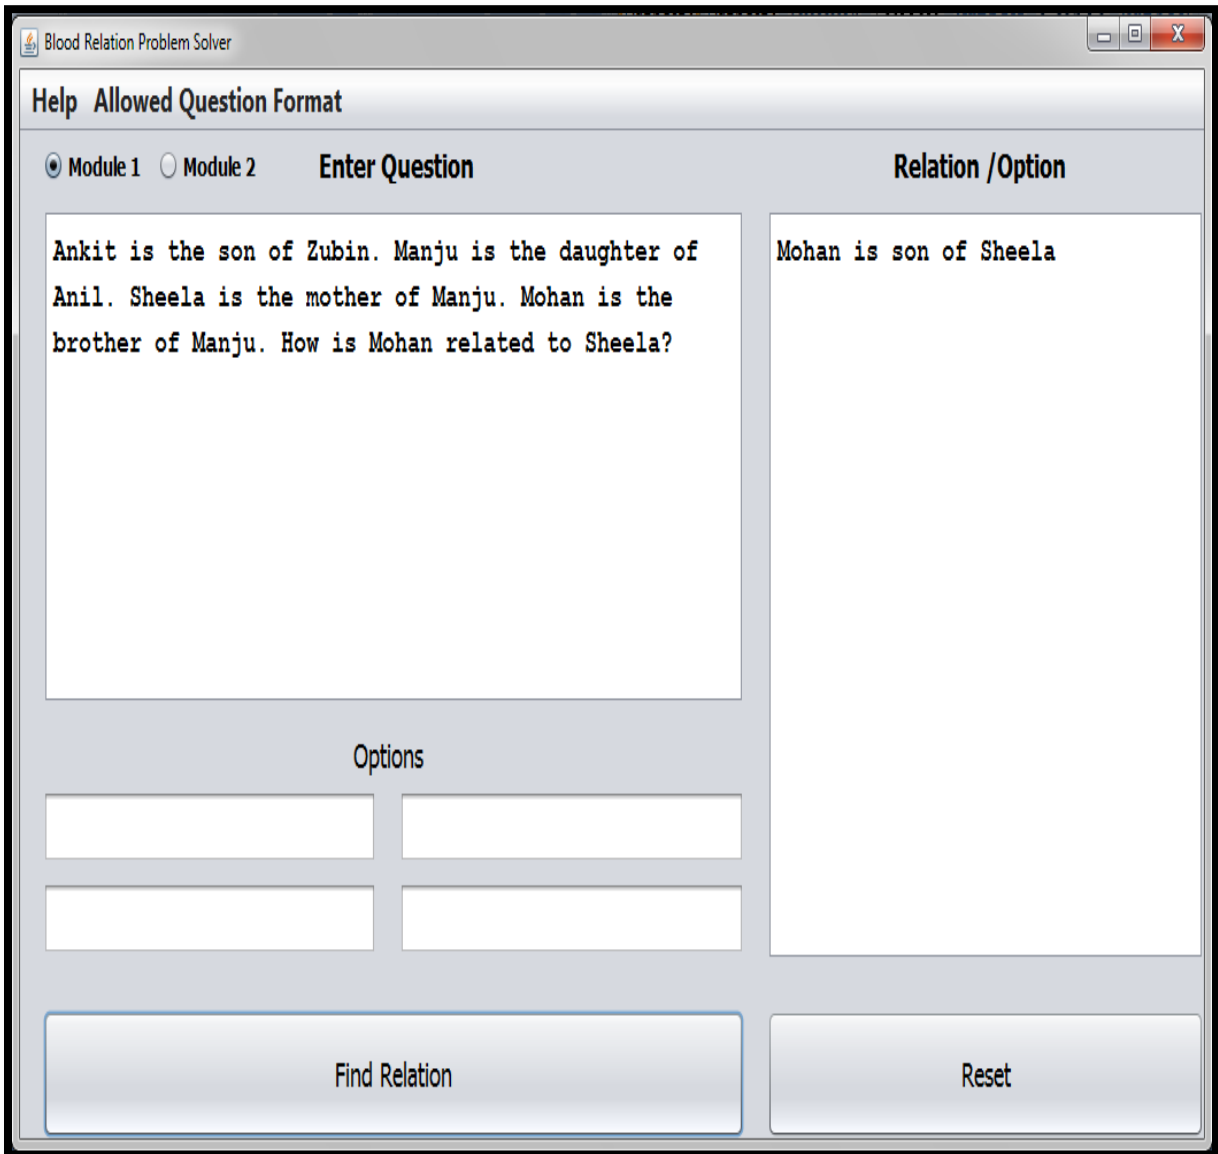 Blood Relation Problem Solver
X
Help Allowed Question Format
Module 1 Module 2 Enter Question Relation /Option
Ankit is the son of Zubin. Manju is the daughter of
Anil. Sheela is the mother of Manju. Mohan is the
brother of Manju. How is Mohan related to Sheela?
Mohan is son of Sheela
Options
Find Relation
Reset